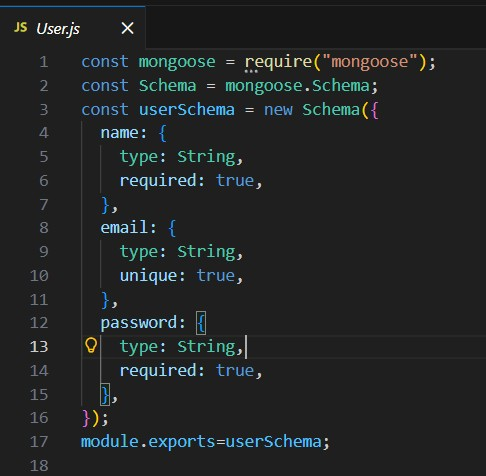 JS User.js ×
1 const mongoose = require("mongoose");
2 const Schema = mongoose.Schema;
3 const userSchema = new Schema({
4   name: {
5     type: String,
6     required: true,
7   },
8   email: {
9     type: String,
10     unique: true,
11   },
12   password: {
13     type: String,
14     required: true,
15   },
16 });
17 module.exports=userSchema;
18